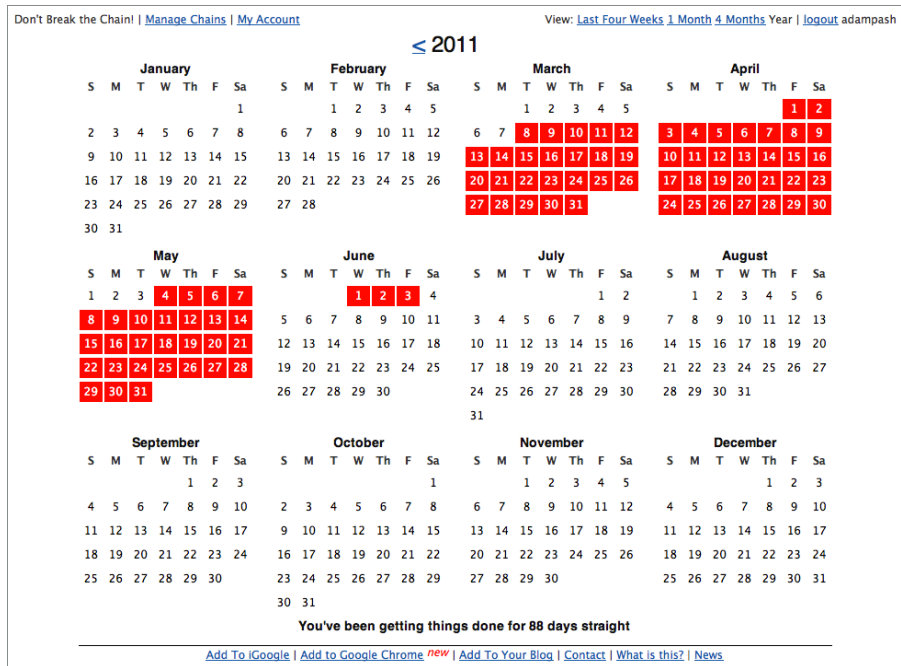 Don't Break the Chain! | Manage Chains | My Account View: Last Four Weeks 1 Month 4 Months Year | logout adampash
< 2011
January February March April
S M T W Th F Sa S M T W Th F Sa S M T W Th F Sa S M T W Th F Sa
1 1 2 3 4 5 1 2 3 4 5 1 2
2 3 4 5 6 7 8 6 7 8 9 10 11 12 6 7 8 9 10 11 12 3 4 5 6 7 8 9
9 10 11 12 13 14 15 13 14 15 16 17 18 19 13 14 15 16 17 18 19 10 11 12 13 14 15 16
16 17 18 19 20 21 22 20 21 22 23 24 25 26 20 21 22 23 24 25 26 17 18 19 20 21 22 23
23 24 25 26 27 28 29 27 28 27 28 29 30 31 24 25 26 27 28 29 30
30 31
May June July August
S M T W Th F Sa S M T W Th F Sa S M T W Th F Sa S M T W Th F Sa
1 2 3 4 5 6 7 1 2 3 4 1 2 1 2 3 4 5 6
8 9 10 11 12 13 14 5 6 7 8 9 10 11 3 4 5 6 7 8 9 7 8 9 10 11 12 13
15 16 17 18 19 20 21 12 13 14 15 16 17 18 10 11 12 13 14 15 16 14 15 16 17 18 19 20
22 23 24 25 26 27 28 19 20 21 22 23 24 25 17 18 19 20 21 22 23 21 22 23 24 25 26 27
29 30 31 26 27 28 29 30 24 25 26 27 28 29 30 28 29 30 31
31
September October November December
S M T W Th F Sa S M T W Th F Sa S M T W Th F Sa S M T W Th F Sa
1 2 3 1 1 2 3 4 5 1 2 3
4 5 6 7 8 9 10 2 3 4 5 6 7 8 6 7 8 9 10 11 12 4 5 6 7 8 9 10
11 12 13 14 15 16 17 9 10 11 12 13 14 15 13 14 15 16 17 18 19 11 12 13 14 15 16 17
18 19 20 21 22 23 24 16 17 18 19 20 21 22 20 21 22 23 24 25 26 18 19 20 21 22 23 24
25 26 27 28 29 30 23 24 25 26 27 28 29 27 28 29 30 25 26 27 28 29 30 31
30 31
You've been getting things done for 88 days straight
Add To iGoogle | Add to Google Chrome new | Add To Your Blog | Contact | What is this? | News